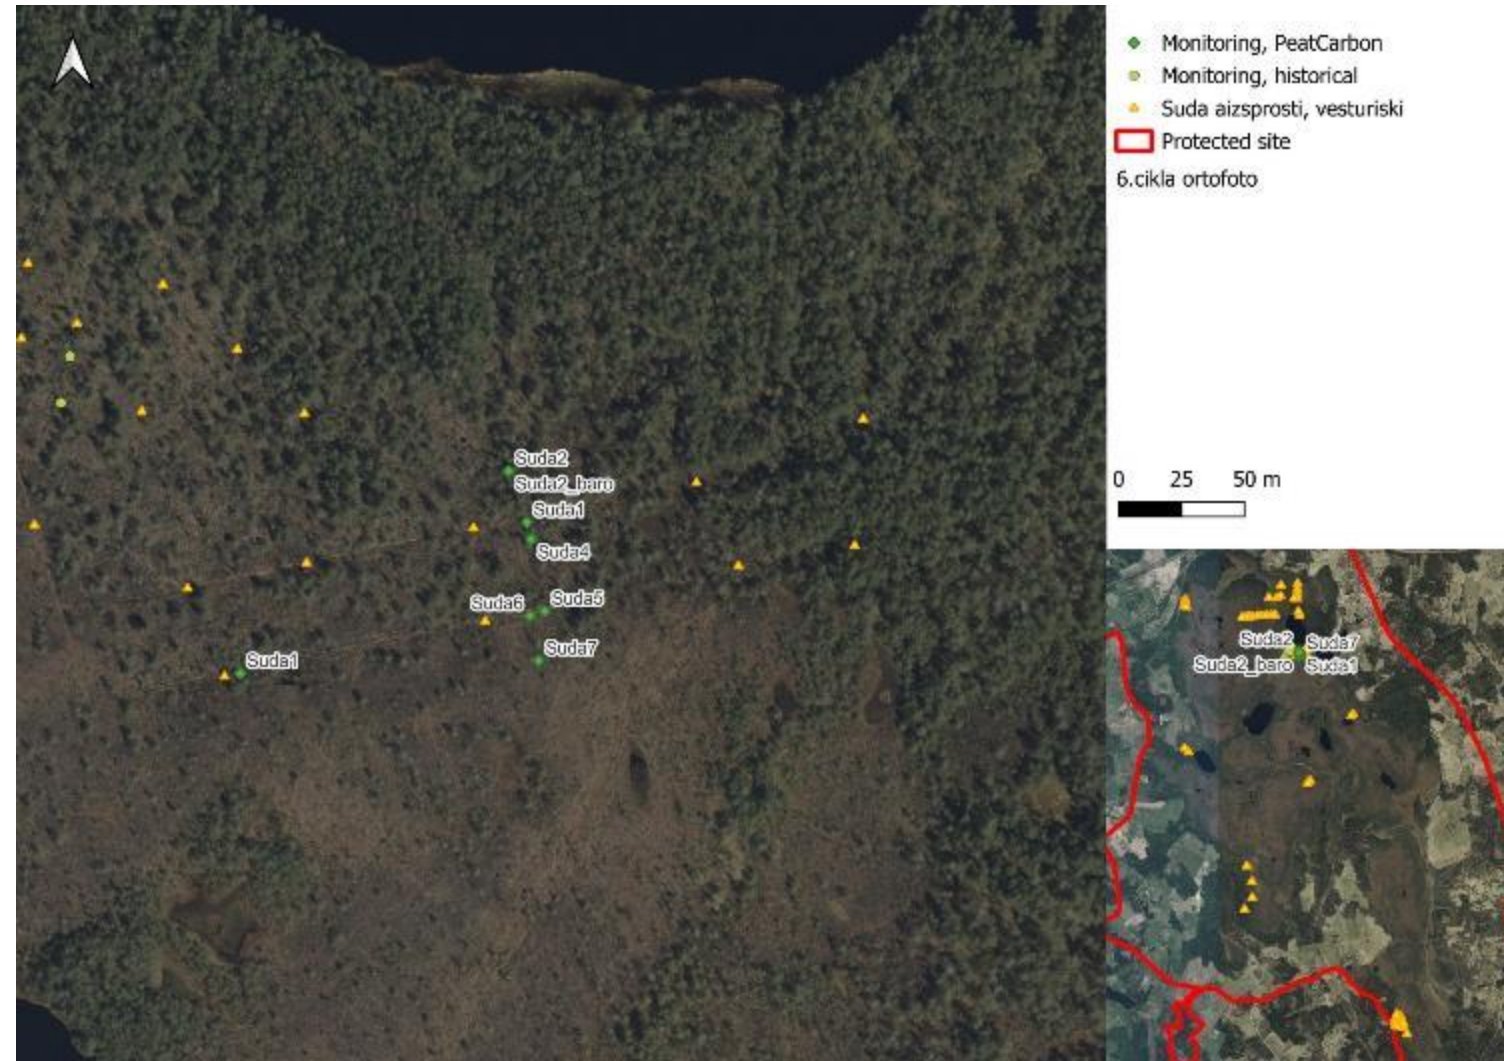 Monitoring, PeatCarbon
Monitoring, historical
Suda aizsprosti, vesturiski
Protected site
6.cikla ortofoto
Suda2
Suda2_baro
Suda1
Suda4
Suda6 Suda5
Suda7
Suda1
0 25 50 m
Suda2 Suda7
Suda2_baro Suda1